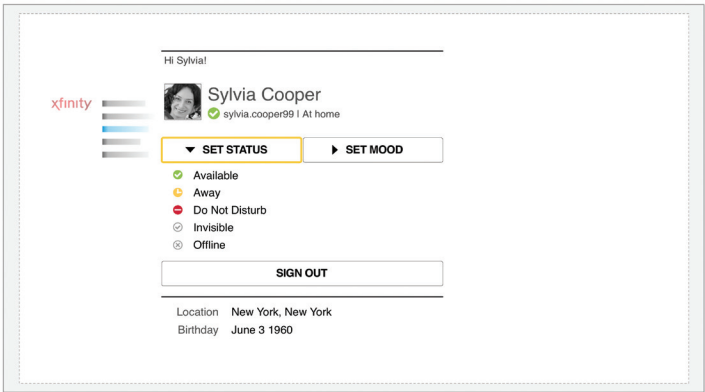 Hi Sylvia!
xfinity
Sylvia Cooper
sylvia.cooper99 | At home
SET STATUS
SET MOOD
Available
Away
Do Not Disturb
Invisible
Offline
SIGN OUT
Location New York, New York
Birthday June 3 1960